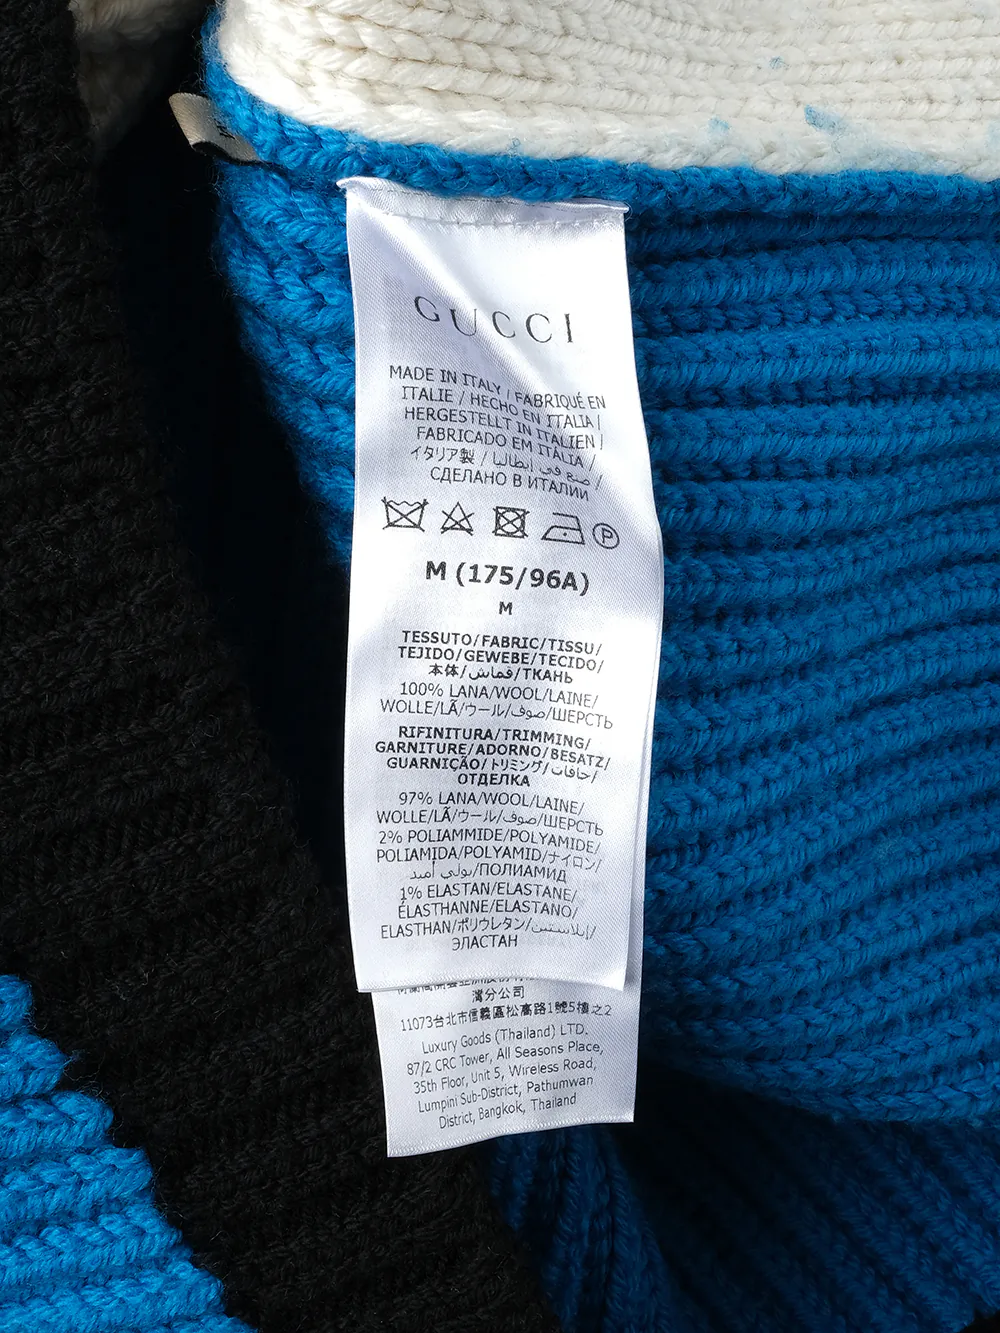 GUCCI
MADE IN ITALY / FABRIQUÉ EN
ITALIE / HECHO EN ITALIA /
HERGESTELLT IN ITALIEN /
FABRICADO EM ITÁLIA /
イタリア製 / صنع في إيطاليا /
СДЕЛАНО В ИТАЛИИ
P
M (175/96A)
M
TESSUTO/FABRIC/TISSU/
TEJIDO/GEWEBE/TECIDO/
本体/قماش/ТКАНЬ
100% LANA/WOOL/LAINE/
WOLLE/LÃ/ウール/صوف/ШЕРСТЬ
RIFINITURA/TRIMMING/
GARNITURE/ADORNO/BESATZ/
GUARNIÇÃO/トリミング/حافات/
ОТДЕЛКА
97% LANA/WOOL/LAINE/
WOLLE/LÃ/ウール/صوف/ШЕРСТЬ
2% POLIAMMIDE/POLYAMIDE/
POLIAMIDA/POLYAMID/ナイロン/
بولي أميد/ПОЛИАМИД
1% ELASTAN/ELASTANE/
ÉLASTHANNE/ELASTANO/
ELASTHAN/ポリウレタン/إيلاستين/
ЭЛАСТАН
灣分公司
11073台北市信義區松高路1號5樓之2
Luxury Goods (Thailand) LTD.
87/2 CRC Tower, All Seasons Place,
35th Floor, Unit 5, Wireless Road,
Lumpini Sub-District, Pathumwan
District, Bangkok, Thailand